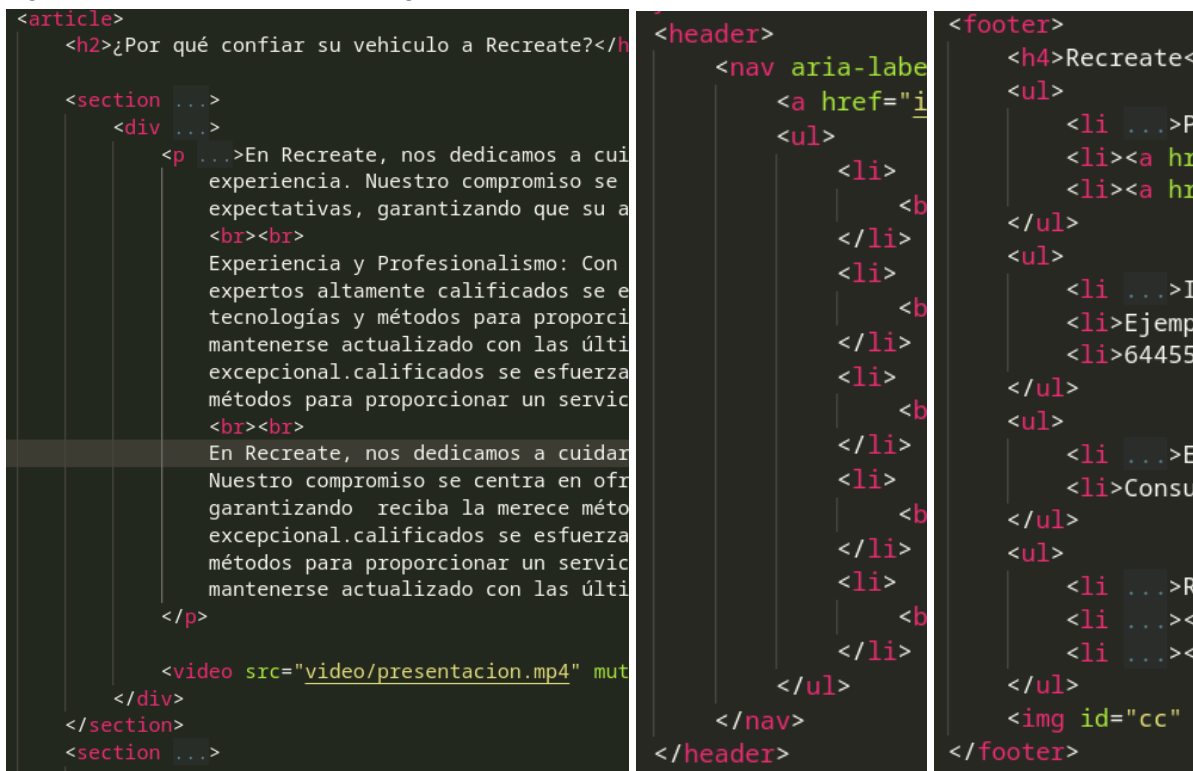 <article>
<h2>¿Por qué confiar su vehiculo a Recreate?</h
<section ...>
<div ...>
<p ...>En Recreate, nos dedicamos a cui
experiencia. Nuestro compromiso se
expectativas, garantizando que su a
<br><br>
Experiencia y Profesionalismo: Con
expertos altamente calificados se e
tecnologías y métodos para proporci
mantenerse actualizado con las últi
excepcional.calificados se esfuerza
métodos para proporcionar un servic
<br><br>
En Recreate, nos dedicamos a cuidar
Nuestro compromiso se centra en ofr
garantizando  reciba la merece méto
excepcional.calificados se esfuerza
métodos para proporcionar un servic
mantenerse actualizado con las últi
</p>
<video src="video/presentacion.mp4" mut
</div>
</section>
<section ...>
<header>
<nav aria-labe
<a href="i
<ul>
<li>
<b
</li>
<li>
<b
</li>
<li>
<b
</li>
<li>
<b
</li>
<li>
<b
</li>
</ul>
</nav>
</header>
<footer>
<h4>Recreate<
<ul>
<li ...>P
<li><a hr
<li><a hr
</ul>
<ul>
<li ...>I
<li>Ejemp
<li>64455
</ul>
<ul>
<li ...>E
<li>Consu
</ul>
<ul>
<li ...>R
<li ...><
<li ...><
</ul>
<img id="cc"
</footer>